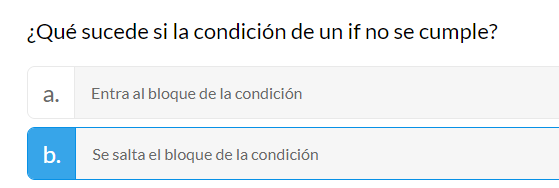 ¿Qué sucede si la condición de un if no se cumple?
a. Entra al bloque de la condición
b. Se salta el bloque de la condición